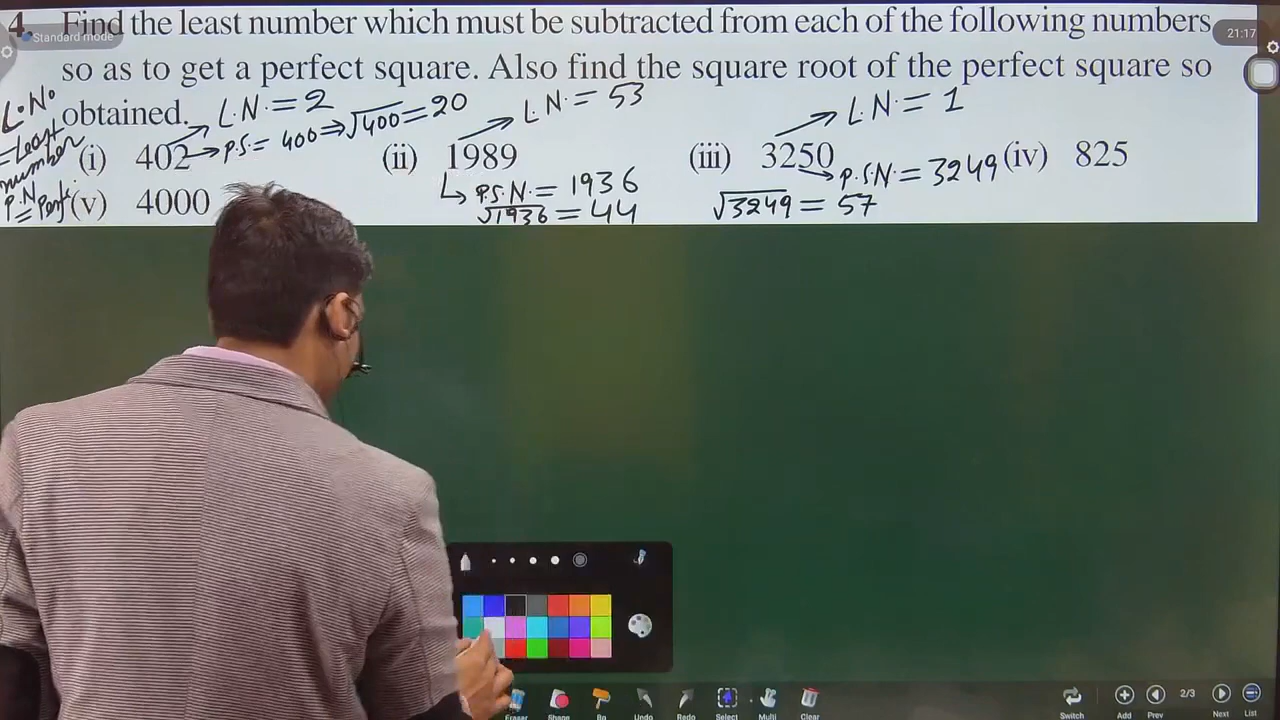 4. Find the least number which must be subtracted from each of the following numbers
Standard mode
21:17
so as to get a perfect square. Also find the square root of the perfect square so
obtained.
L.No
=Least
number
P.N
= Perf
L.N.=2
(i) 402
P.S.= 400⇒√400=20
L.N.= 53
(ii) 1989
P.S.N.= 1936
√1936 = 44
L.N.= 1
(iii) 3250
P.S.N.= 3249
√3249 = 57
(iv) 825
(v) 4000
Eraser Shape Bg Undo Redo Select Multi Clear
Switch Add Prev 2/3 Next List